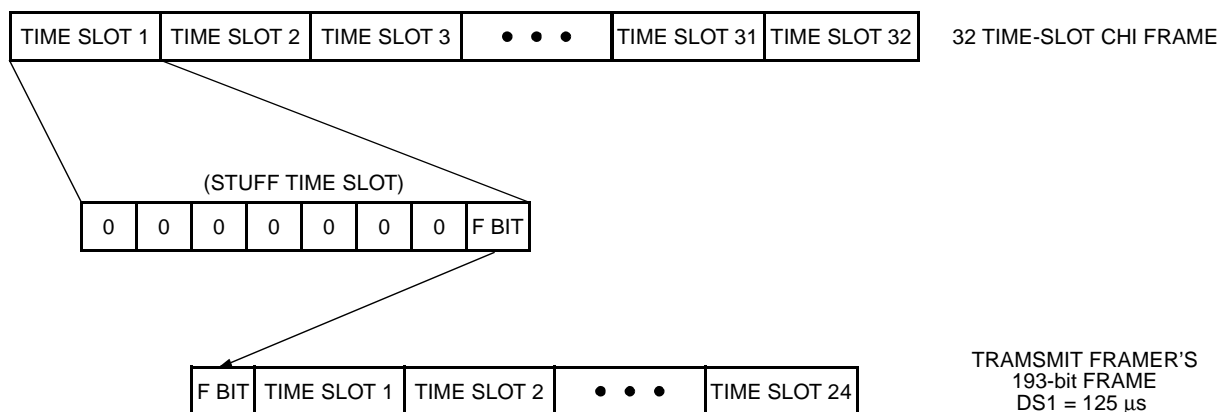 TIME SLOT 1 TIME SLOT 2 TIME SLOT 3 • • • TIME SLOT 31 TIME SLOT 32 32 TIME-SLOT CHI FRAME
(STUFF TIME SLOT)
0 0 0 0 0 0 0 F BIT
F BIT TIME SLOT 1 TIME SLOT 2 • • • TIME SLOT 24
TRAMSMIT FRAMER'S
193-bit FRAME
DS1 = 125 µs